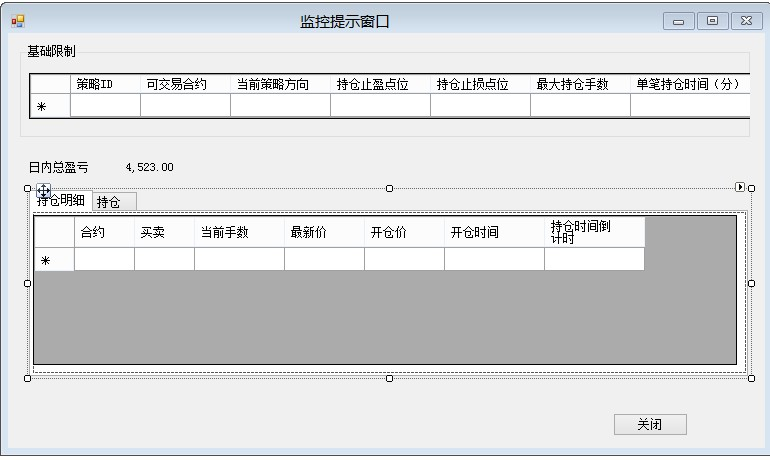 监控提示窗口
基础限制
策略ID 可交易合约 当前策略方向 持仓止盈点位 持仓止损点位 最大持仓手数 单笔持仓时间（分）
日内总盈亏 4,523.00
持仓明细 持仓
合约 买卖 当前手数 最新价 开仓价 开仓时间 持仓时间倒
计时
关闭